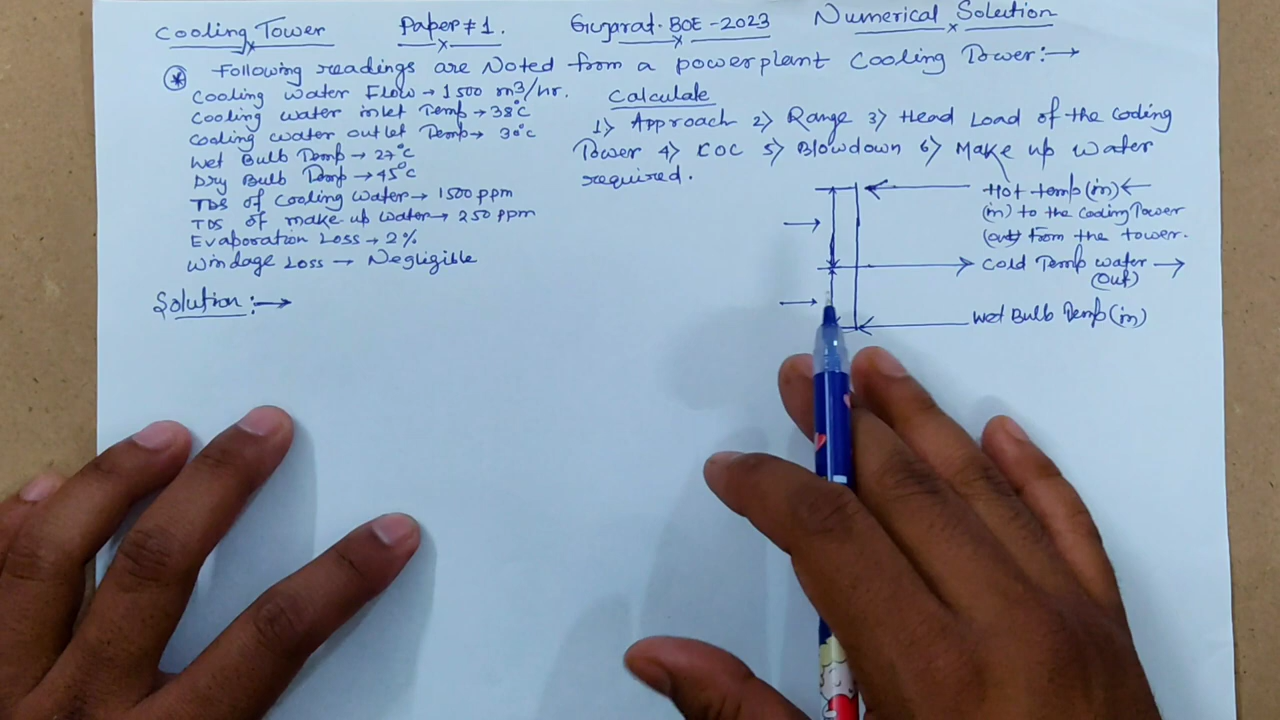 Cooling Tower Paper #1. Gujarat. BOE - 2023 Numerical Solution
Following readings are Noted from a powerplant Cooling Tower:→
Cooling water Flow → 1500 m3/hr.
Cooling water inlet Temp → 38°C
Cooling water outlet Temp → 30°C
Wet Bulb Temp → 27°C
Dry Bulb Temp → 45°C
TDS of Cooling Water → 1500 ppm
TDS of make up Water → 250 ppm
Evaporation Loss → 2%
Windage Loss → Negligible
Calculate
1> Approach 2> Range 3> Head Load of the Cooling
Tower 4> COC 5> Blowdown 6> Make up Water
required.
Hot temp (in) ←
(in) to the Cooling Tower
(out) from the tower.
Cold Temp water →
(Out)
Wet Bulb Temp (in)
Solution:→